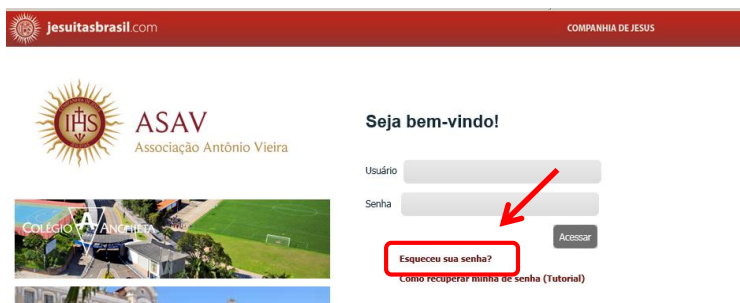 jesuitasbrasil.com
COMPANHIA DE JESUS
IHS
ASAV
Associação Antônio Vieira
Seja bem-vindo!
Usuário
Senha
Acessar
COLÉGIO A ANCHIETA
Esqueceu sua senha?
Como recuperar minha de senha (Tutorial)